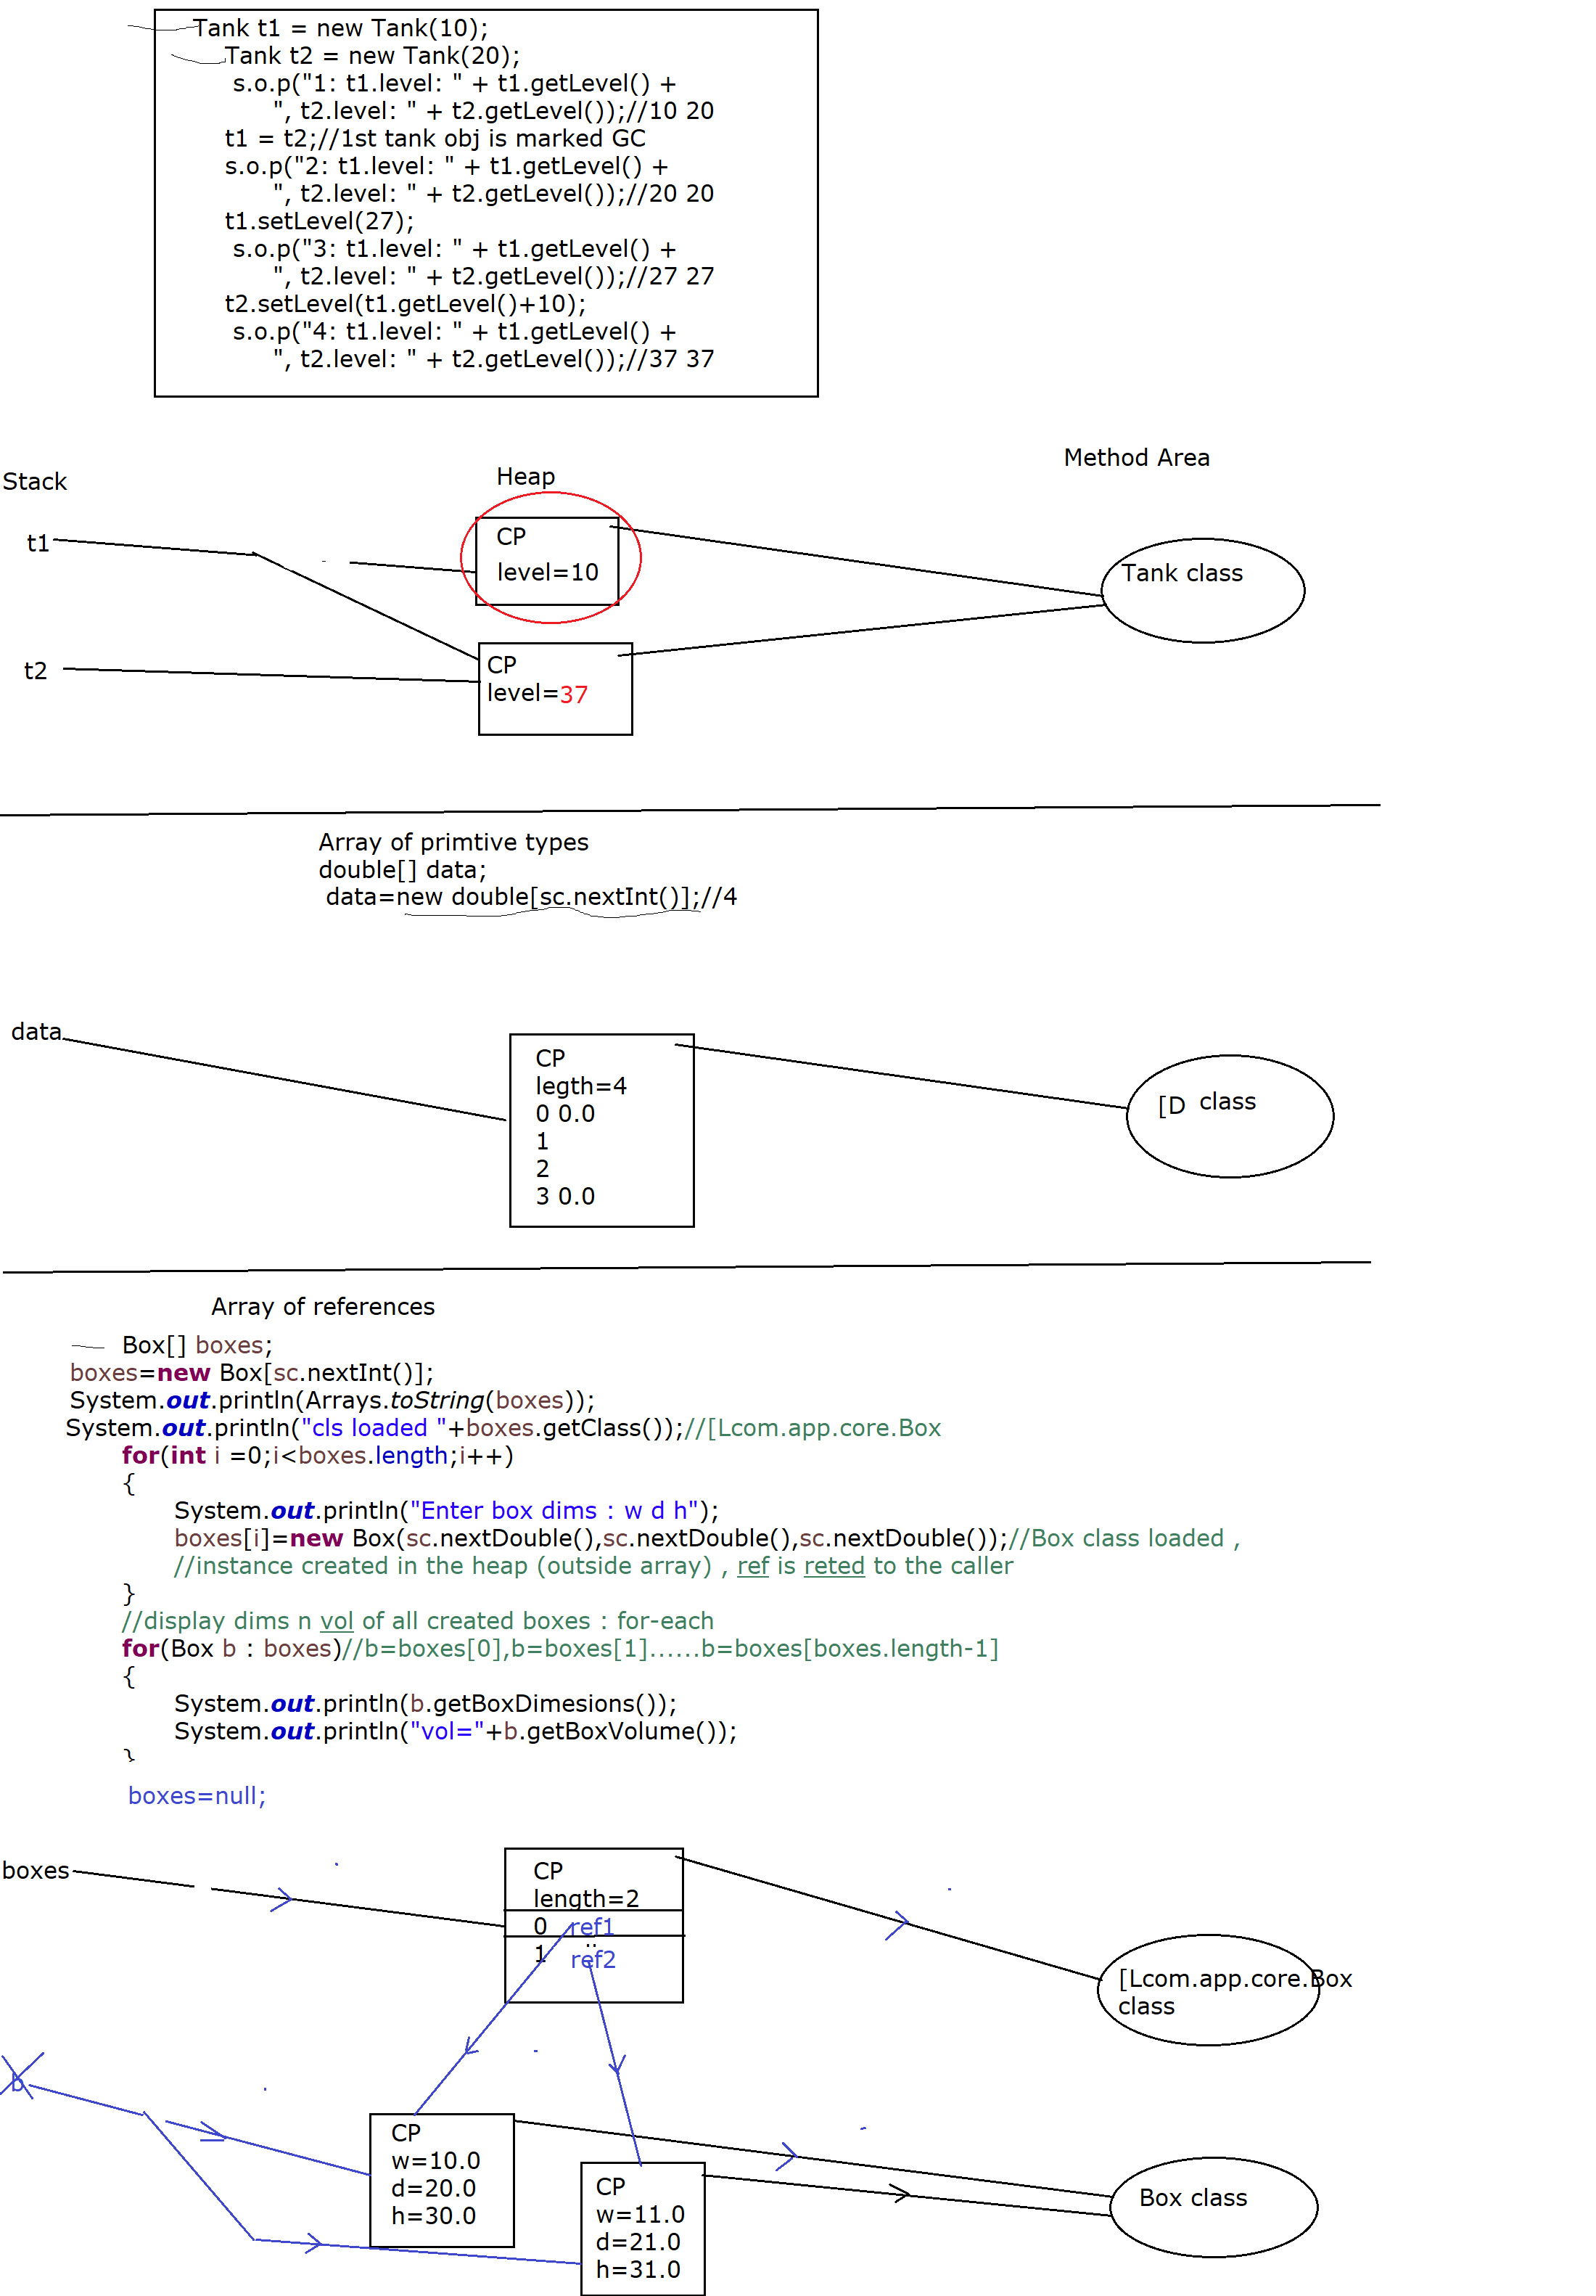 Tank t1 = new Tank(10);
Tank t2 = new Tank(20);
s.o.p("1: t1.level: " + t1.getLevel() +
", t2.level: " + t2.getLevel());//10 20
t1 = t2;//1st tank obj is marked GC
s.o.p("2: t1.level: " + t1.getLevel() +
", t2.level: " + t2.getLevel());//20 20
t1.setLevel(27);
s.o.p("3: t1.level: " + t1.getLevel() +
", t2.level: " + t2.getLevel());//27 27
t2.setLevel(t1.getLevel()+10);
s.o.p("4: t1.level: " + t1.getLevel() +
", t2.level: " + t2.getLevel());//37 37
Stack
Heap
Method Area
t1
CP
level=10
Tank class
t2
CP
level=37
Array of primtive types
double[] data;
data=new double[sc.nextInt()];//4
data
CP
legth=4
0 0.0
1
2
3 0.0
[D class
Array of references
Box[] boxes;
boxes=new Box[sc.nextInt()];
System.out.println(Arrays.toString(boxes));
System.out.println("cls loaded "+boxes.getClass());//[Lcom.app.core.Box
for(int i =0;i<boxes.length;i++)
{
System.out.println("Enter box dims : w d h");
boxes[i]=new Box(sc.nextDouble(),sc.nextDouble(),sc.nextDouble());//Box class loaded ,
//instance created in the heap (outside array) , ref is reted to the caller
}
//display dims n vol of all created boxes : for-each
for(Box b : boxes)//b=boxes[0],b=boxes[1]......b=boxes[boxes.length-1]
{
System.out.println(b.getBoxDimesions());
System.out.println("vol="+b.getBoxVolume());
}
boxes=null;
boxes
CP
length=2
0 ref1
1 ref2
[Lcom.app.core.Box
class
b
CP
w=10.0
d=20.0
h=30.0
CP
w=11.0
d=21.0
h=31.0
Box class